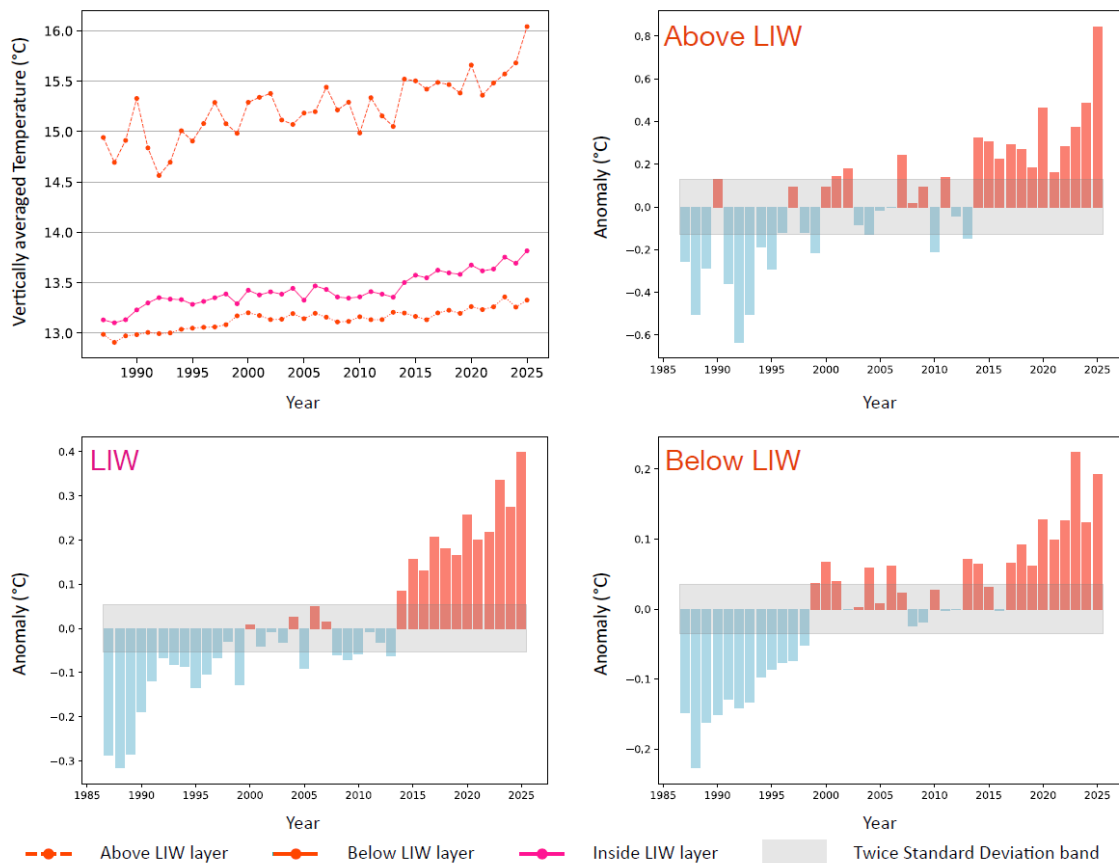 Vertically averaged Temperature (°C)
16.0
15.5
15.0
14.5
14.0
13.5
13.0
1990 1995 2000 2005 2010 2015 2020 2025
Year
Above LIW
Anomaly (°C)
0,8
0.6
0.4
0.2
0,0
−0.2
−0.4
−0.6
1985 1990 1995 2000 2005 2010 2015 2020 2025
Year
LIW
Anomaly (°C)
0.4
0.3
0.2
0,1
0.0
−0.1
−0.2
−0.3
1985 1990 1995 2000 2005 2010 2015 2020 2025
Year
Below LIW
Anomaly (°C)
0,2
0.1
0,0
−0.1
−0,2
1985 1990 1995 2000 2005 2010 2015 2020 2025
Year
Above LIW layer Below LIW layer Inside LIW layer Twice Standard Deviation band